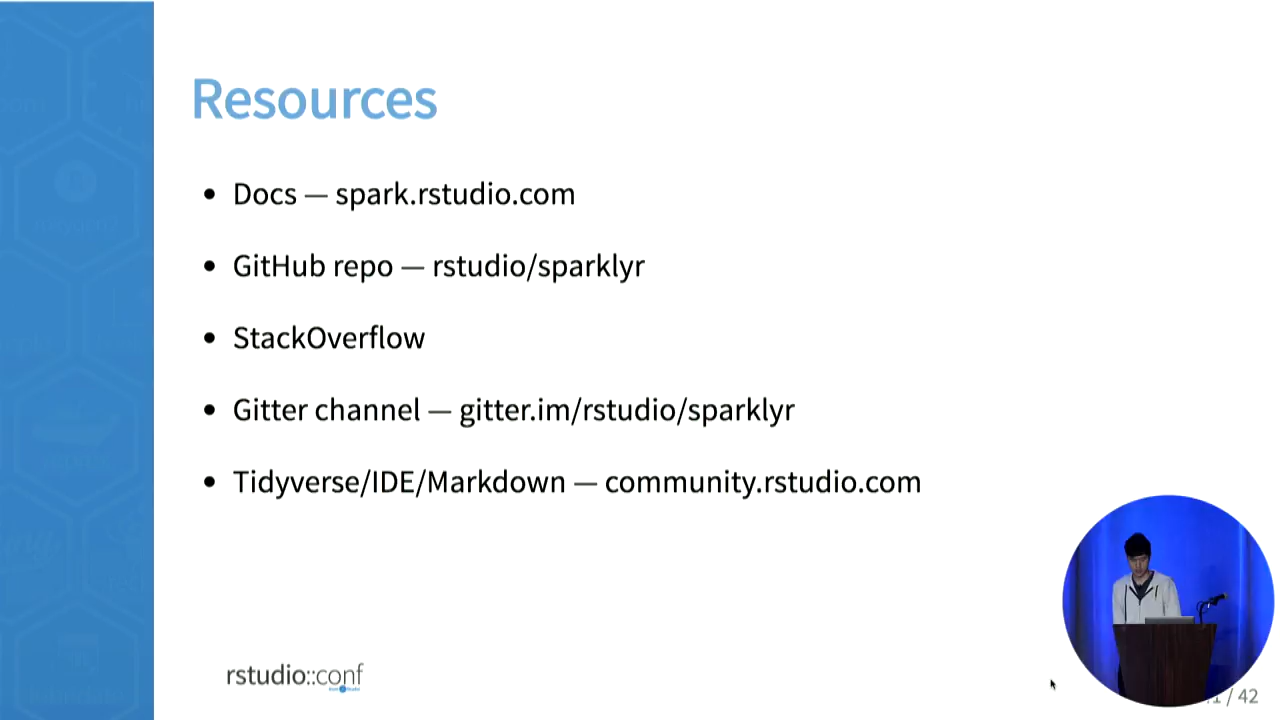 Resources
Docs — spark.rstudio.com
GitHub repo — rstudio/sparklyr
StackOverflow
Gitter channel — gitter.im/rstudio/sparklyr
Tidyverse/IDE/Markdown — community.rstudio.com
rstudio::conf
/ 42